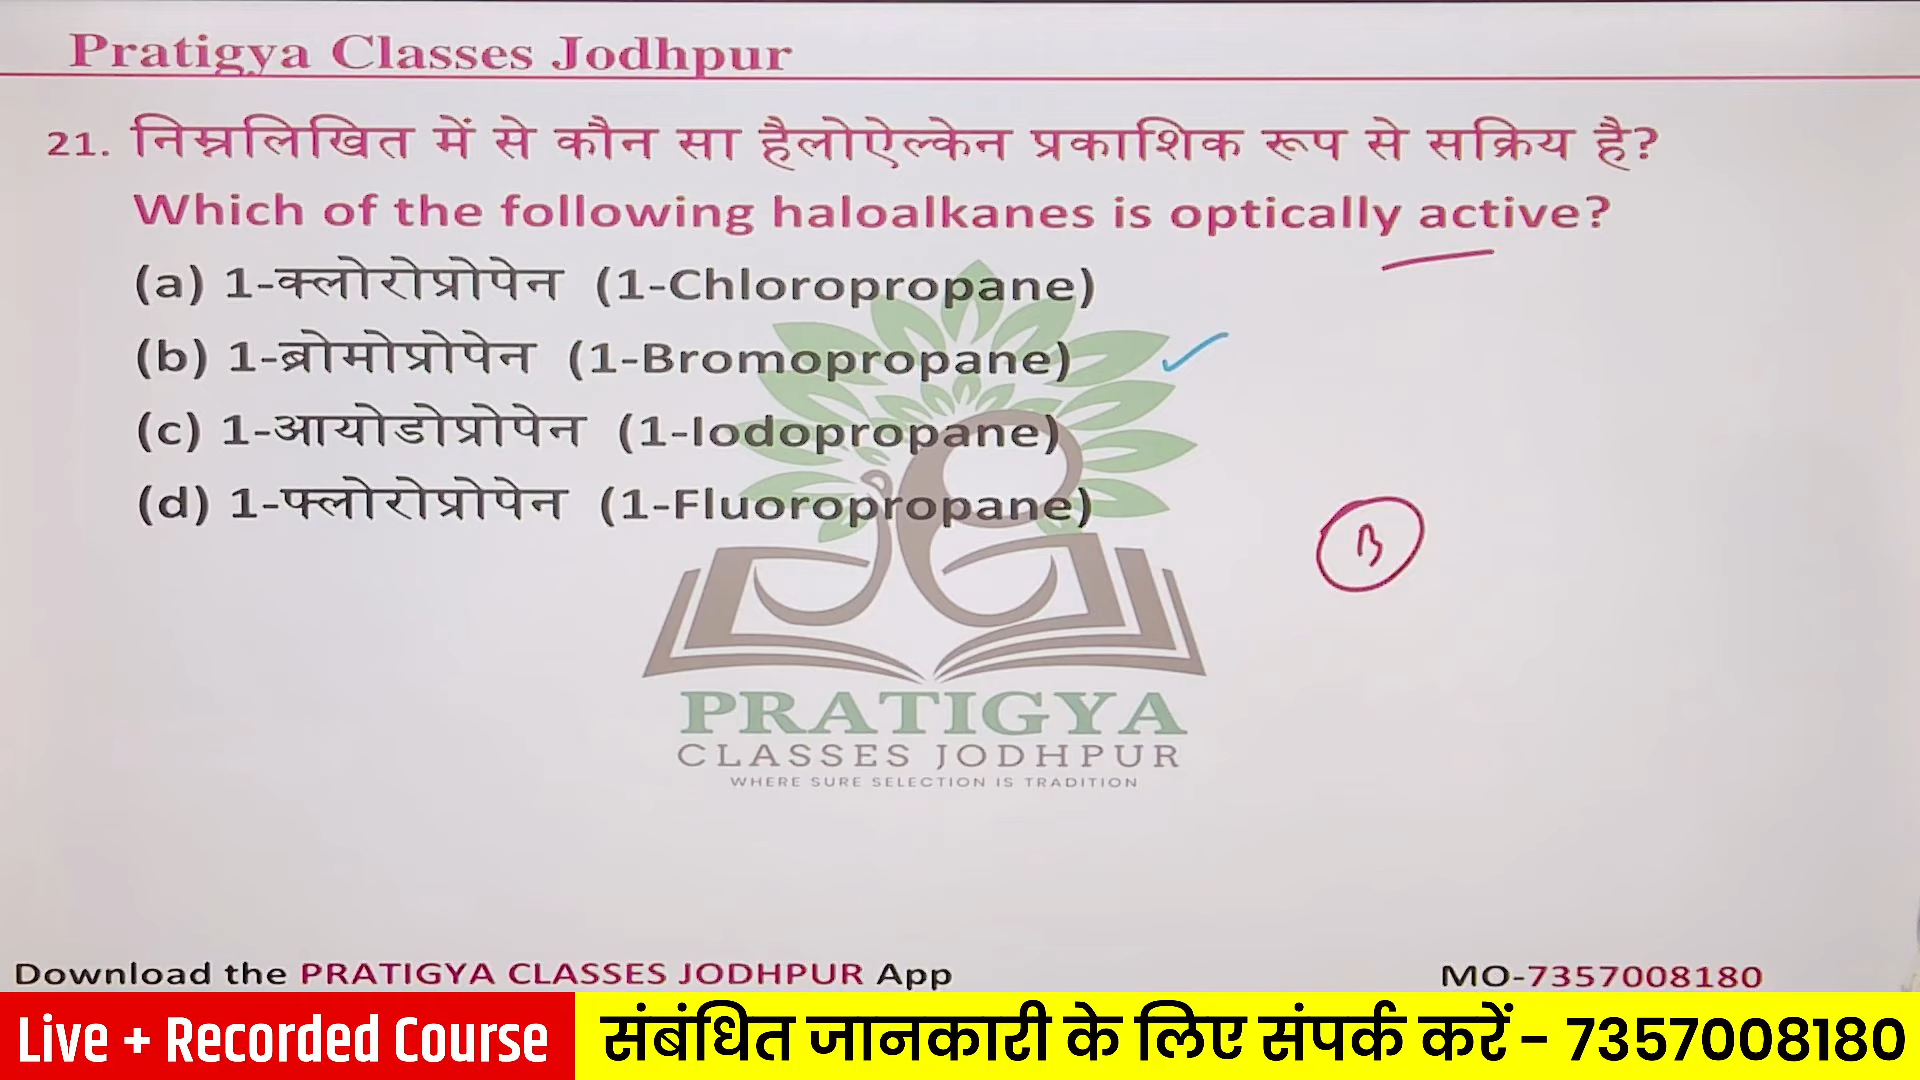 Pratigya Classes Jodhpur
21. निम्नलिखित में से कौन सा हैलोऐल्केन प्रकाशिक रूप से सक्रिय है?
Which of the following haloalkanes is optically active?
(a) 1-क्लोरोप्रोपेन (1-Chloropropane)
(b) 1-ब्रोमोप्रोपेन (1-Bromopropane)
(c) 1-आयोडोप्रोपेन (1-Iodopropane)
(d) 1-फ्लोरोप्रोपेन (1-Fluoropropane)
B
PRATIGYA
CLASSES JODHPUR
WHERE SURE SELECTION IS TRADITION
Download the PRATIGYA CLASSES JODHPUR App
MO-7357008180
Live + Recorded Course
संबंधित जानकारी के लिए संपर्क करें - 7357008180